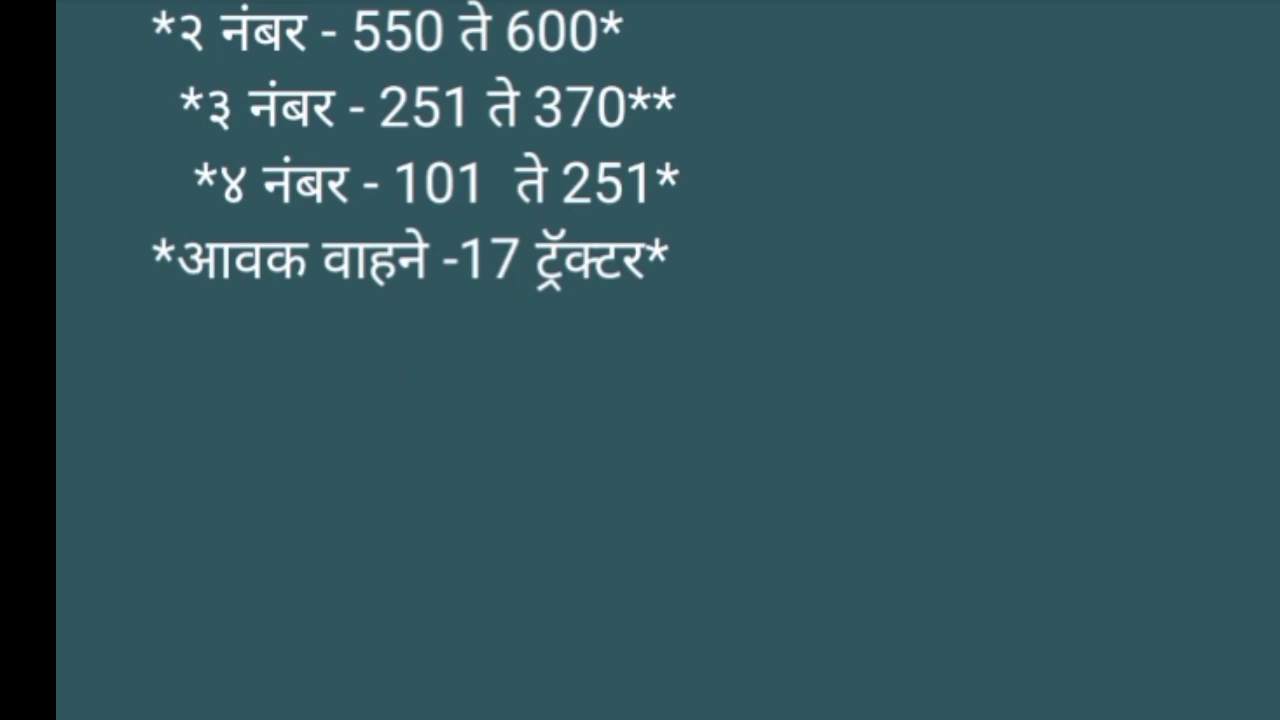 *२ नंबर - 550 ते 600*
*३ नंबर - 251 ते 370**
*४ नंबर - 101  ते 251*
*आवक वाहने -17 ट्रॅक्टर*